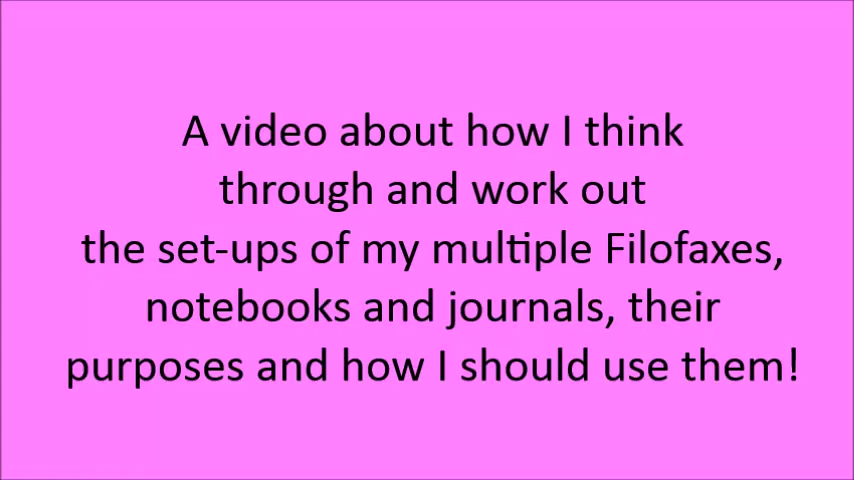 A video about how I think
through and work out
the set-ups of my multiple Filofaxes,
notebooks and journals, their
purposes and how I should use them!